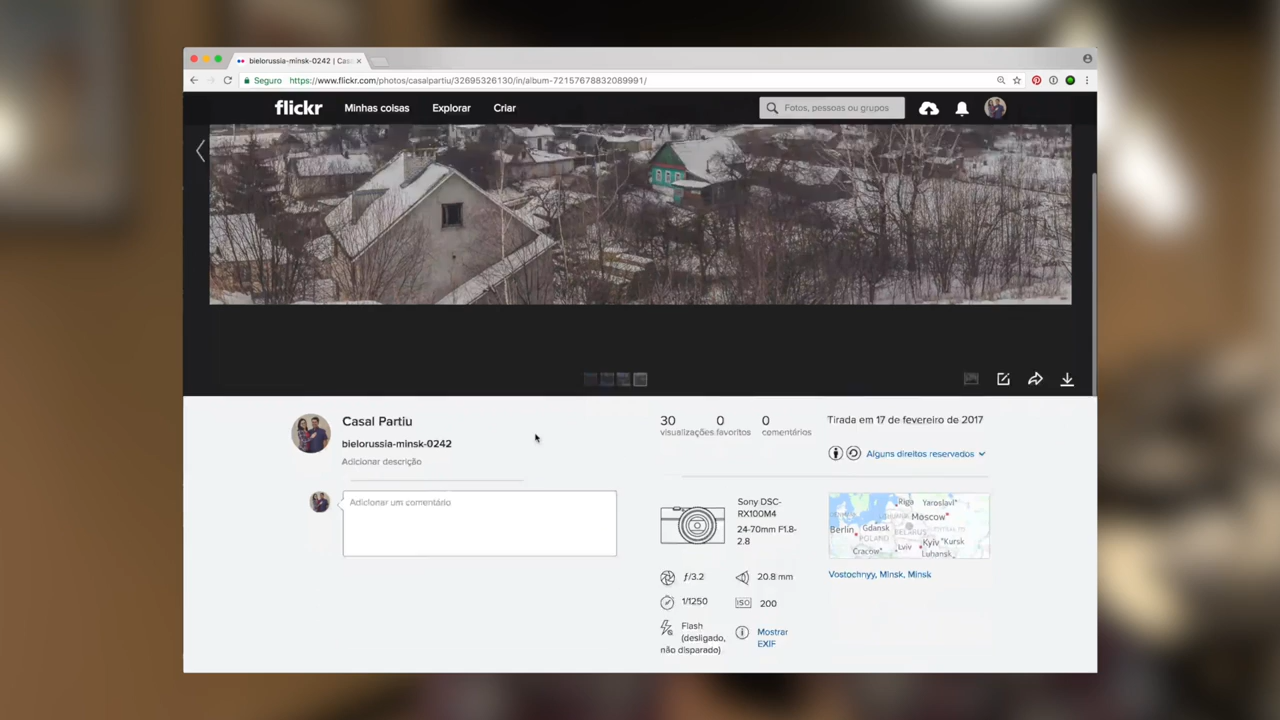 bielorussia-minsk-0242 | Cas
Seguro https://www.flickr.com/photos/casalpartiu/32695326130/in/album-72157678832089991/
flickr Minhas coisas Explorar Criar Fotos, pessoas ou grupos
Casal Partiu
bielorussia-minsk-0242
Adicionar descrição
Adicionar um comentário
30 0 0
visualizações favoritos comentários
Tirada em 17 de fevereiro de 2017
Alguns direitos reservados
Sony DSC-
RX100M4
24-70mm F1.8-
2.8
ƒ/3.2 20.8 mm
1/1250 ISO 200
Flash
(desligado,
não disparado)
Mostrar
EXIF
Riga Yaroslavl'
Moscow
Berlin Gdansk BELARUS
POLAND
Cracow Lviv Kyiv Kursk
Luhansk
Vostochnyy, Minsk, Minsk